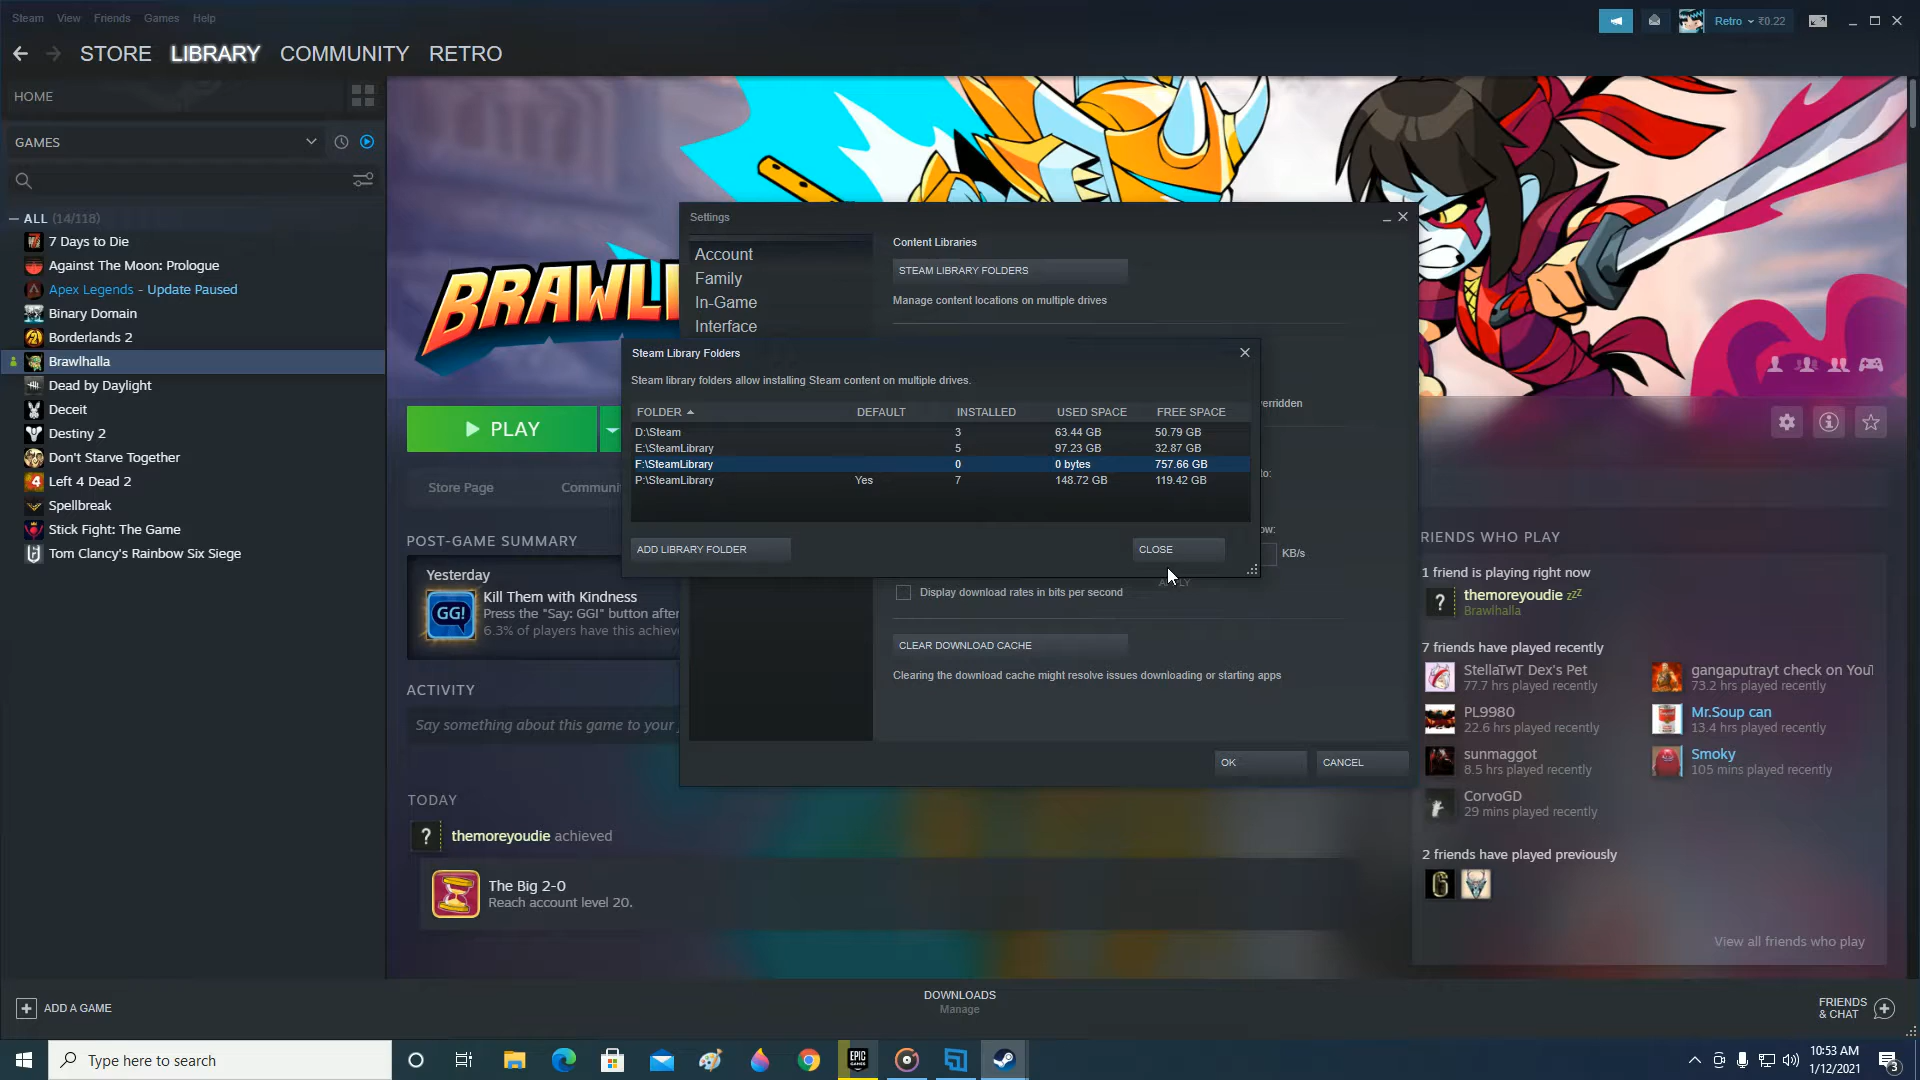 Steam View Friends Games Help
Retro ₹0.22
STORE LIBRARY COMMUNITY RETRO
HOME
GAMES
ALL (14/118)
7 Days to Die
Against The Moon: Prologue
Apex Legends - Update Paused
Binary Domain
Borderlands 2
Brawlhalla
Dead by Daylight
Deceit
Destiny 2
Don't Starve Together
Left 4 Dead 2
Spellbreak
Stick Fight: The Game
Tom Clancy's Rainbow Six Siege
BRAWL
PLAY
Store Page Communi
POST-GAME SUMMARY
Yesterday
GG!
Kill Them with Kindness
Press the "Say: GG!" button after
6.3% of players have this achiev
ACTIVITY
Say something about this game to your
TODAY
themoreyoudie achieved
The Big 2-0
Reach account level 20.
Settings
Account
Family
In-Game
Interface
Content Libraries
STEAM LIBRARY FOLDERS
Manage content locations on multiple drives
erridden
to:
ow:
KB/s
Steam Library Folders
Steam library folders allow installing Steam content on multiple drives.
FOLDER DEFAULT INSTALLED USED SPACE FREE SPACE
D:\Steam 3 63.44 GB 50.79 GB
E:\SteamLibrary 5 97.23 GB 32.87 GB
F:\SteamLibrary 0 0 bytes 757.66 GB
P:\SteamLibrary Yes 7 148.72 GB 119.42 GB
ADD LIBRARY FOLDER
CLOSE
Display download rates in bits per second
CLEAR DOWNLOAD CACHE
Clearing the download cache might resolve issues downloading or starting apps
OK CANCEL
RIENDS WHO PLAY
1 friend is playing right now
themoreyoudie zzz
Brawlhalla
7 friends have played recently
StellaTwT Dex's Pet
77.7 hrs played recently
gangaputrayt check on YouT
73.2 hrs played recently
PL9980
22.6 hrs played recently
Mr.Soup can
13.4 hrs played recently
sunmaggot
8.5 hrs played recently
Smoky
105 mins played recently
CorvoGD
29 mins played recently
2 friends have played previously
View all friends who play
ADD A GAME
DOWNLOADS
Manage
FRIENDS
& CHAT
Type here to search
EPIC
GAMES
10:53 AM
1/12/2021
3